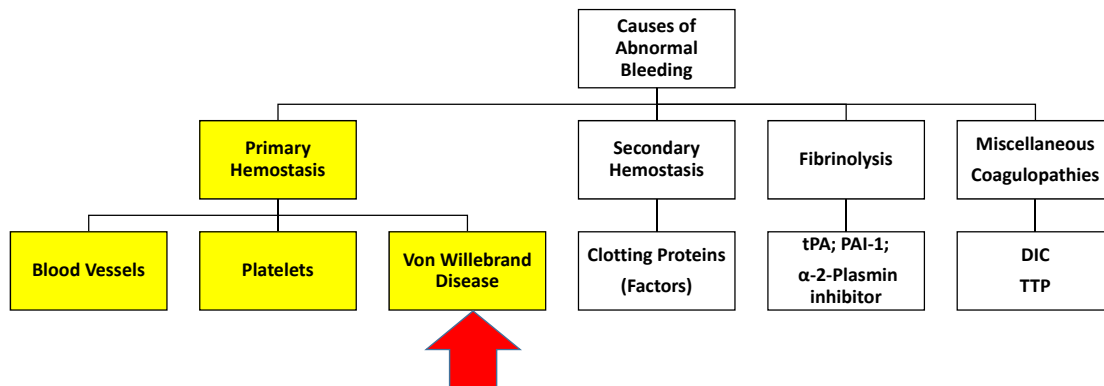 Causes of
Abnormal
Bleeding
Primary
Hemostasis
Secondary
Hemostasis
Fibrinolysis
Miscellaneous
Coagulopathies
Blood Vessels
Platelets
Von Willebrand
Disease
Clotting Proteins
(Factors)
tPA; PAI-1;
α-2-Plasmin
inhibitor
DIC
TTP